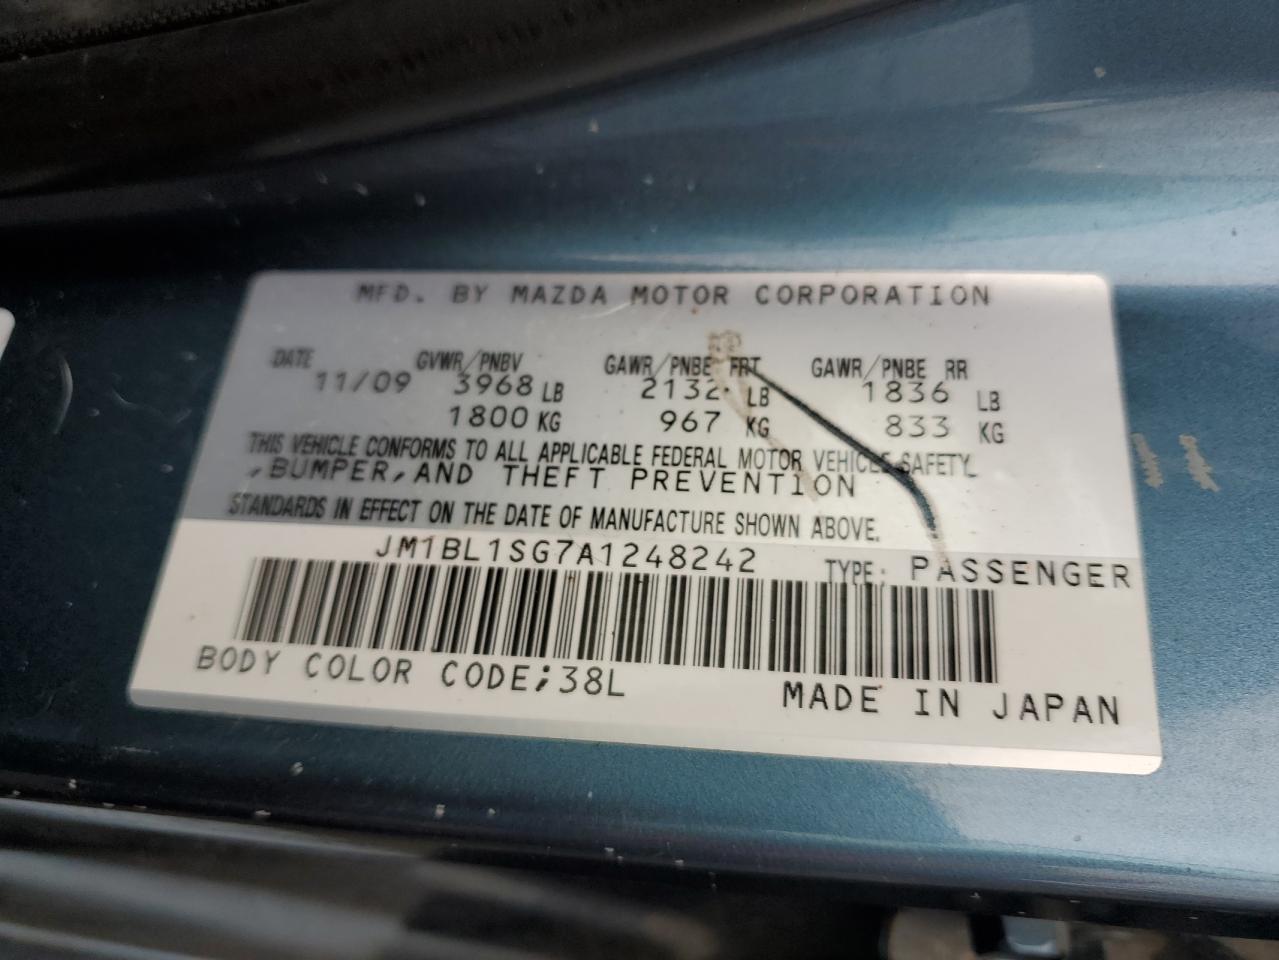 MFD. BY MAZDA MOTOR CORPORATION
DATE GVWR/PNBV GAWR/PNBE FRT GAWR/PNBE RR
11/09 3968 LB 2132 LB 1836 LB
1800 KG 967 KG 833 KG
THIS VEHICLE CONFORMS TO ALL APPLICABLE FEDERAL MOTOR VEHICLE SAFETY
,BUMPER,AND THEFT PREVENTION
STANDARDS IN EFFECT ON THE DATE OF MANUFACTURE SHOWN ABOVE.
JM1BL1SG7A1248242 TYPE: PASSENGER
BODY COLOR CODE;38L MADE IN JAPAN